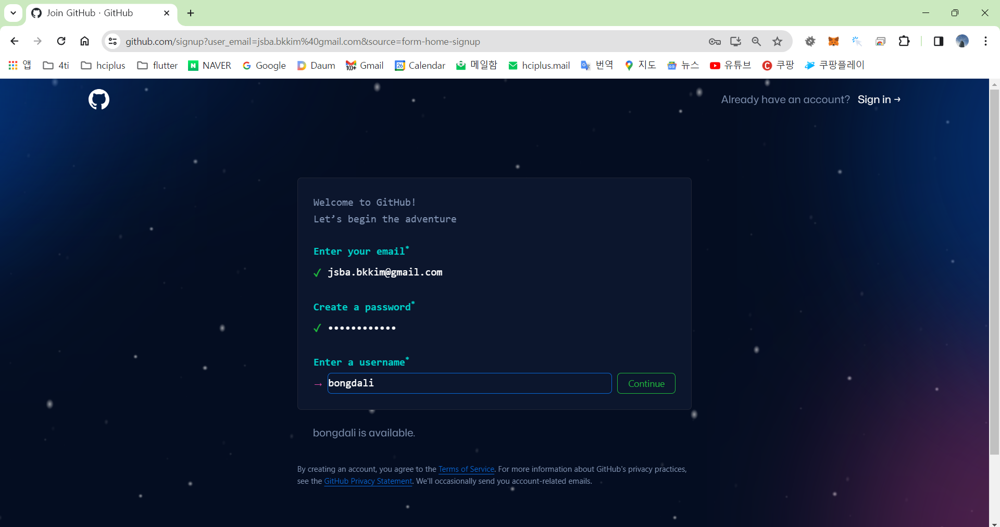 Join GitHub · GitHub
github.com/signup?user_email=jsba.bkkim%40gmail.com&source=form-home-signup
앱 4ti hciplus flutter N NAVER G Google D Daum 100+ Gmail 26 Calendar N 메일함 hciplus.mail 번역 지도 뉴스 유튜브 C 쿠팡 쿠팡플레이
Already have an account? Sign in →
Welcome to GitHub!
Let’s begin the adventure
Enter your email*
✓ jsba.bkkim@gmail.com
Create a password*
✓ ••••••••••••
Enter a username*
→ bongdali Continue
bongdali is available.
By creating an account, you agree to the Terms of Service. For more information about GitHub's privacy practices,
see the GitHub Privacy Statement. We'll occasionally send you account-related emails.